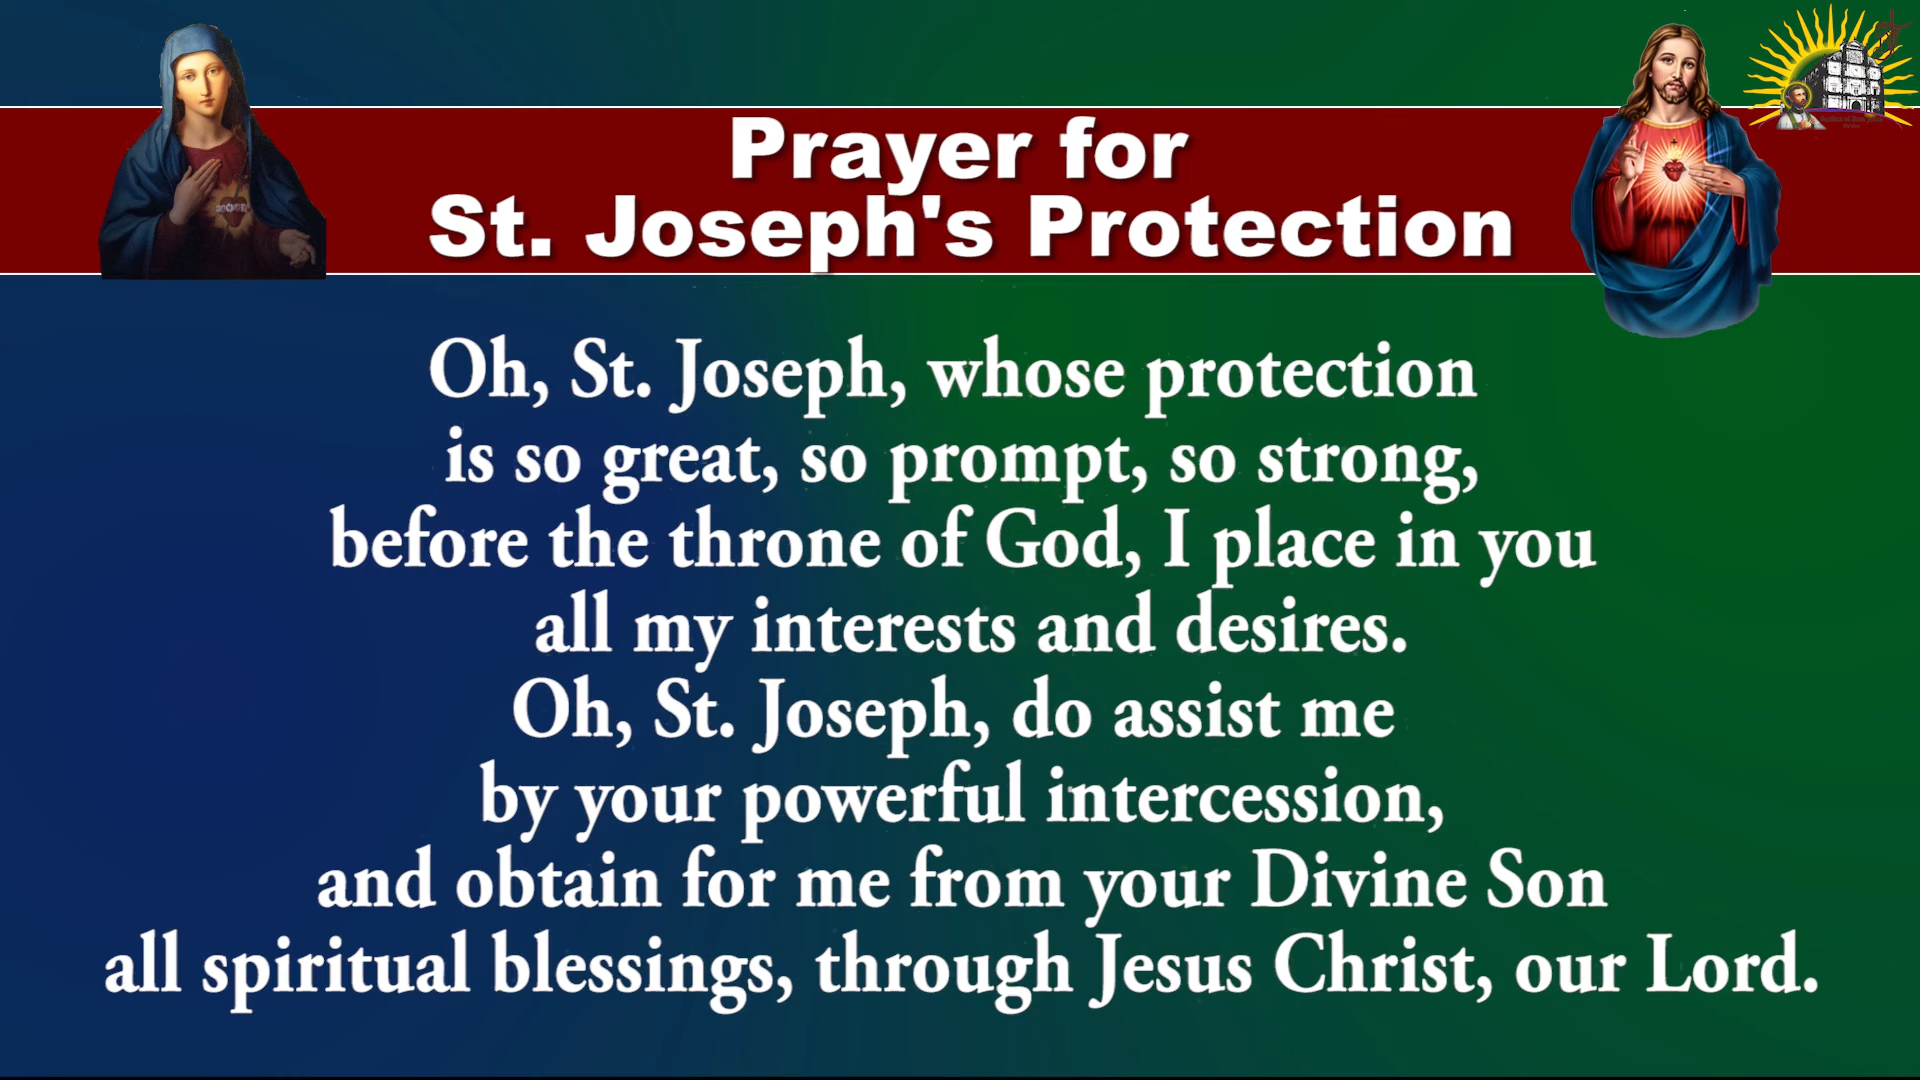 Prayer for
St. Joseph's Protection
Oh, St. Joseph, whose protection
is so great, so prompt, so strong,
before the throne of God, I place in you
all my interests and desires.
Oh, St. Joseph, do assist me
by your powerful intercession,
and obtain for me from your Divine Son
all spiritual blessings, through Jesus Christ, our Lord.